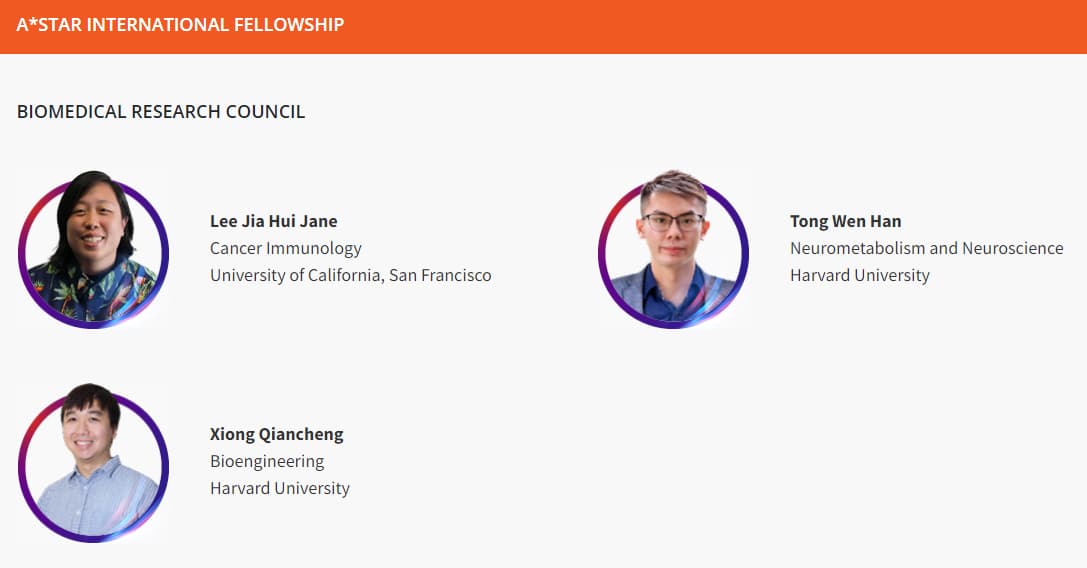 A*STAR INTERNATIONAL FELLOWSHIP
BIOMEDICAL RESEARCH COUNCIL
Lee Jia Hui Jane
Cancer Immunology
University of California, San Francisco
Tong Wen Han
Neurometabolism and Neuroscience
Harvard University
Xiong Qiancheng
Bioengineering
Harvard University